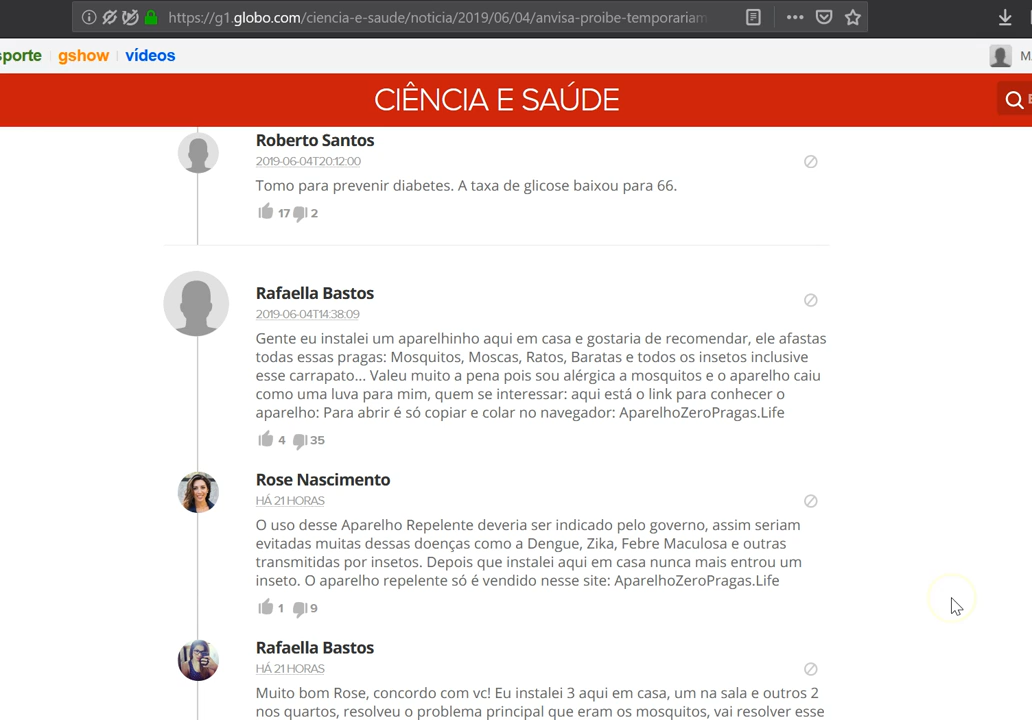 https://g1.globo.com/ciencia-e-saude/noticia/2019/06/04/anvisa-proibe-temporariam
sporte gshow vídeos
CIÊNCIA E SAÚDE
Roberto Santos
2019-06-04T20:12:00
Tomo para prevenir diabetes. A taxa de glicose baixou para 66.
17 2
Rafaella Bastos
2019-06-04T14:38:09
Gente eu instalei um aparelhinho aqui em casa e gostaria de recomendar, ele afastas
todas essas pragas: Mosquitos, Moscas, Ratos, Baratas e todos os insetos inclusive
esse carrapato... Valeu muito a pena pois sou alérgica a mosquitos e o aparelho caiu
como uma luva para mim, quem se interessar: aqui está o link para conhecer o
aparelho: Para abrir é só copiar e colar no navegador: AparelhoZeroPragas.Life
4 35
Rose Nascimento
HÁ 21 HORAS
O uso desse Aparelho Repelente deveria ser indicado pelo governo, assim seriam
evitadas muitas dessas doenças como a Dengue, Zika, Febre Maculosa e outras
transmitidas por insetos. Depois que instalei aqui em casa nunca mais entrou um
inseto. O aparelho repelente só é vendido nesse site: AparelhoZeroPragas.Life
1 9
Rafaella Bastos
HÁ 21 HORAS
Muito bom Rose, concordo com vc! Eu instalei 3 aqui em casa, um na sala e outros 2
nos quartos, resolveu o problema principal que eram os mosquitos, vai resolver esse